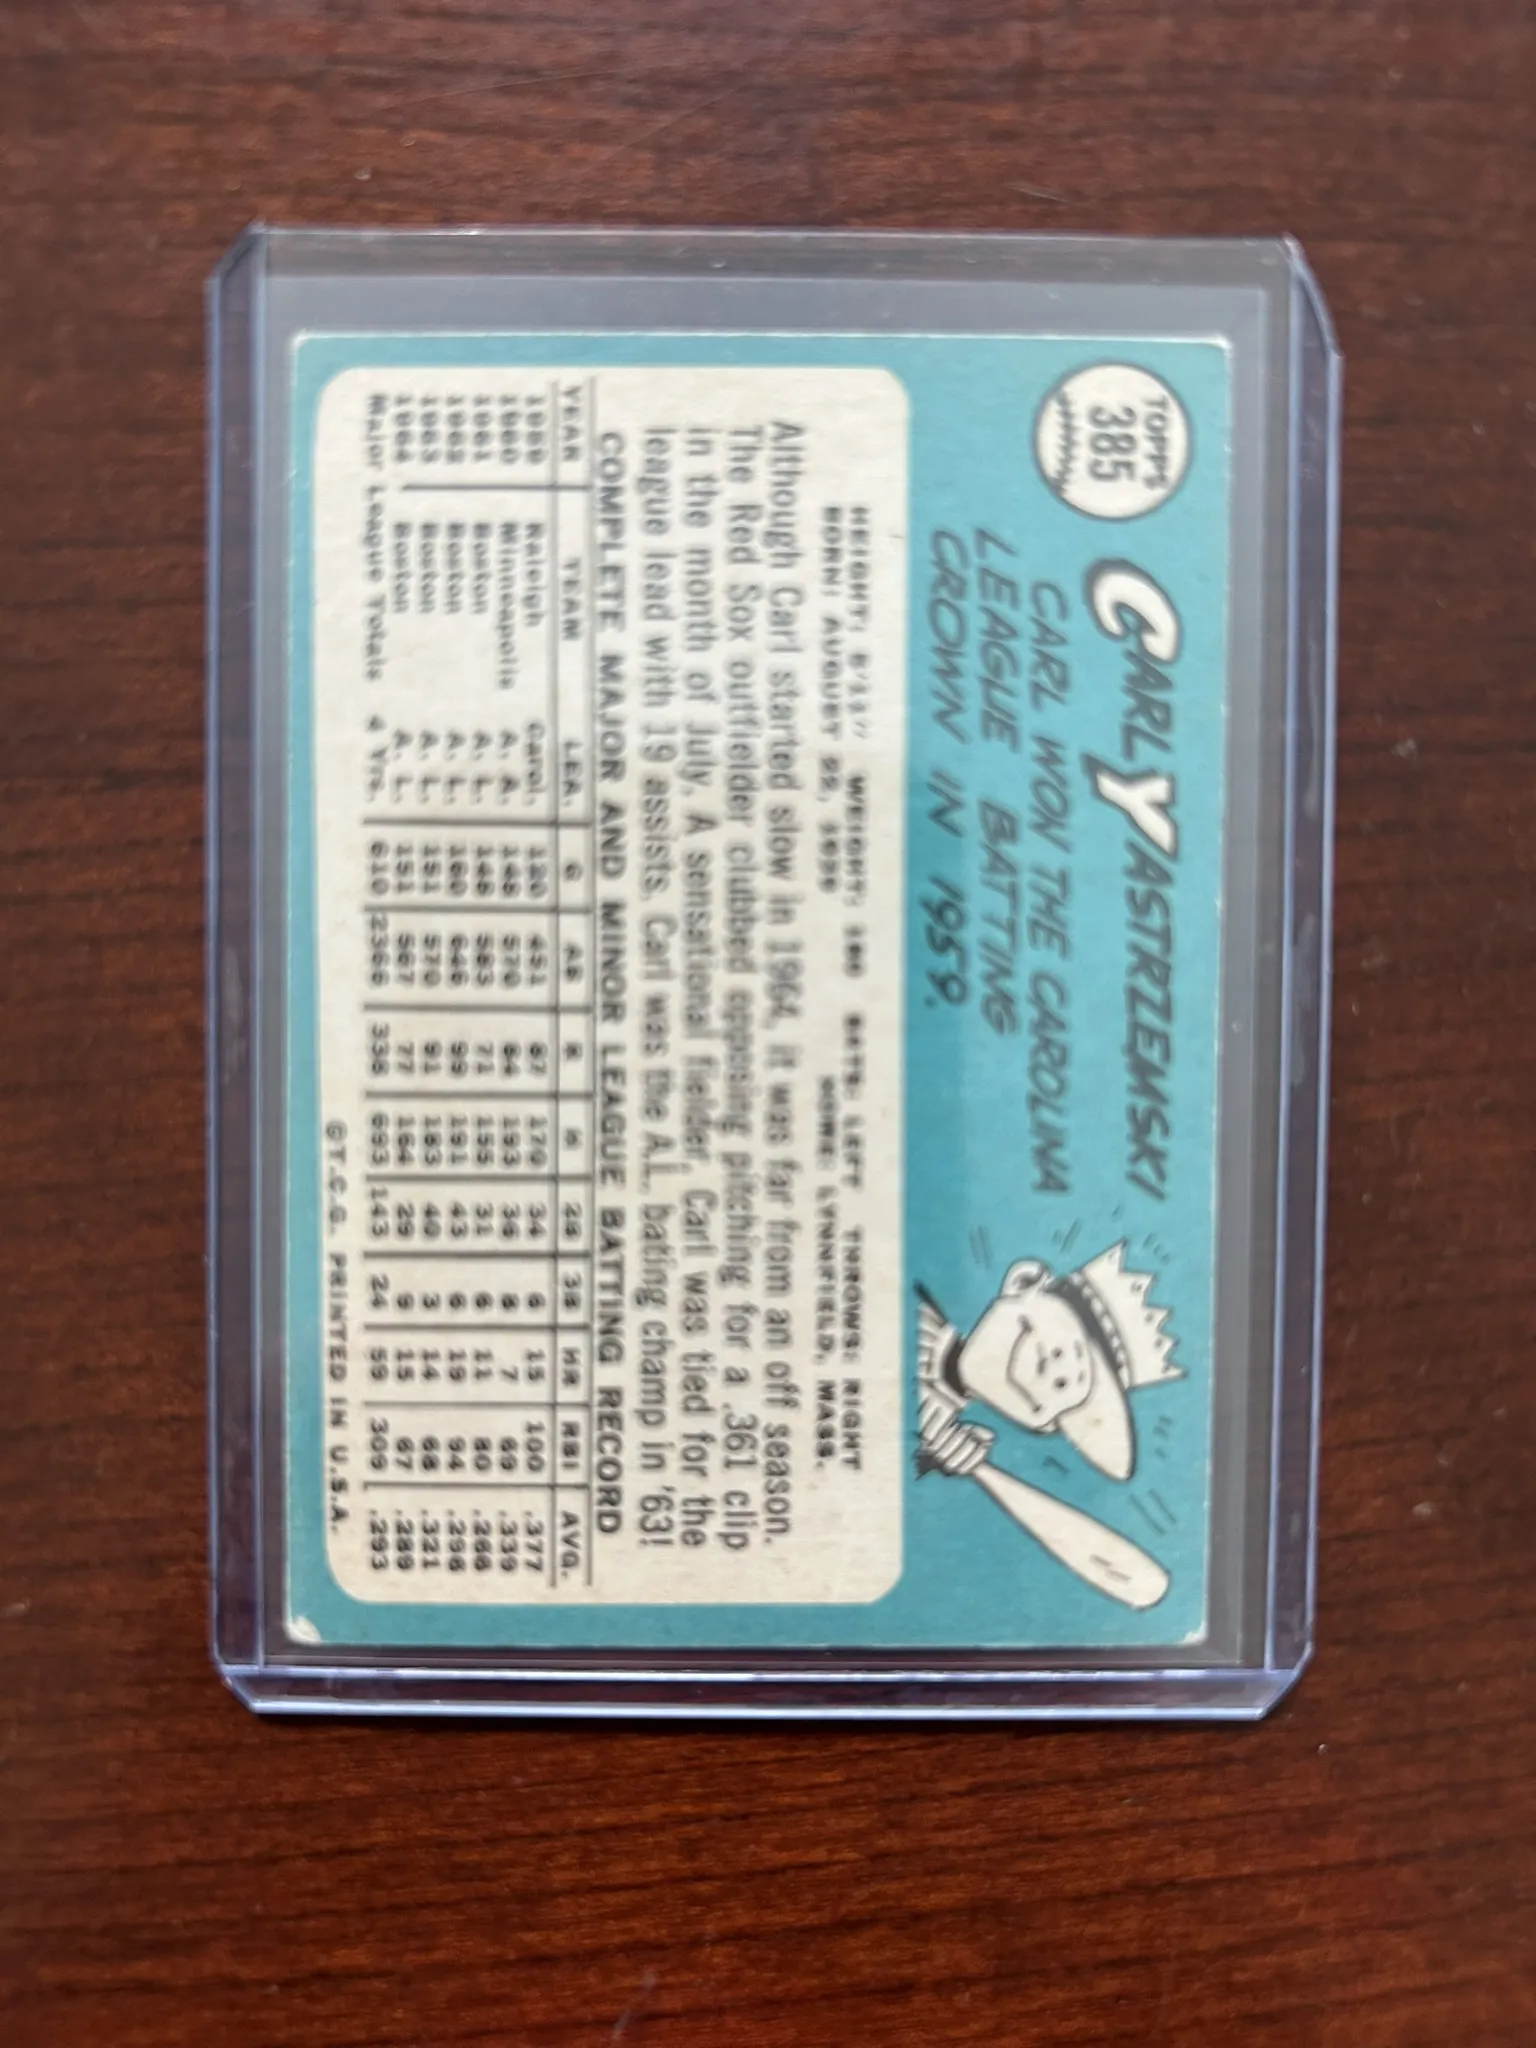 TOPPS
385
CARL YASTRZEMSKI
CARL WON THE CAROLINA
LEAGUE BATTING
CROWN IN 1959.
HEIGHT: 5'11" WEIGHT: 180 BATS: LEFT THROWS: RIGHT
BORN: AUGUST 22, 1939 HOME: LYNNFIELD, MASS.
Although Carl started slow in 1964, it was far from an off season.
The Red Sox outfielder clubbed opposing pitching for a .361 clip
in the month of July. A sensational fielder, Carl was tied for the
league lead with 19 assists. Carl was the A.L. bating champ in '63!
COMPLETE MAJOR AND MINOR LEAGUE BATTING RECORD
YEAR TEAM LEA. G AB R H 2B 3B HR RBI AVG.
1959 Raleigh Carol. 120 451 87 170 34 6 15 100 .377
1960 Minneapolis A. A. 148 570 84 193 36 8 7 69 .339
1961 Boston A. L. 148 583 71 155 31 6 11 80 .266
1962 Boston A. L. 160 646 99 191 43 6 19 94 .296
1963 Boston A. L. 151 570 91 183 40 3 14 68 .321
1964 Boston A. L. 151 567 77 164 29 9 15 67 .289
Major League Totals 4 Yrs. 610 2366 338 693 143 24 59 309 .293
©T.C.G. PRINTED IN U.S.A.